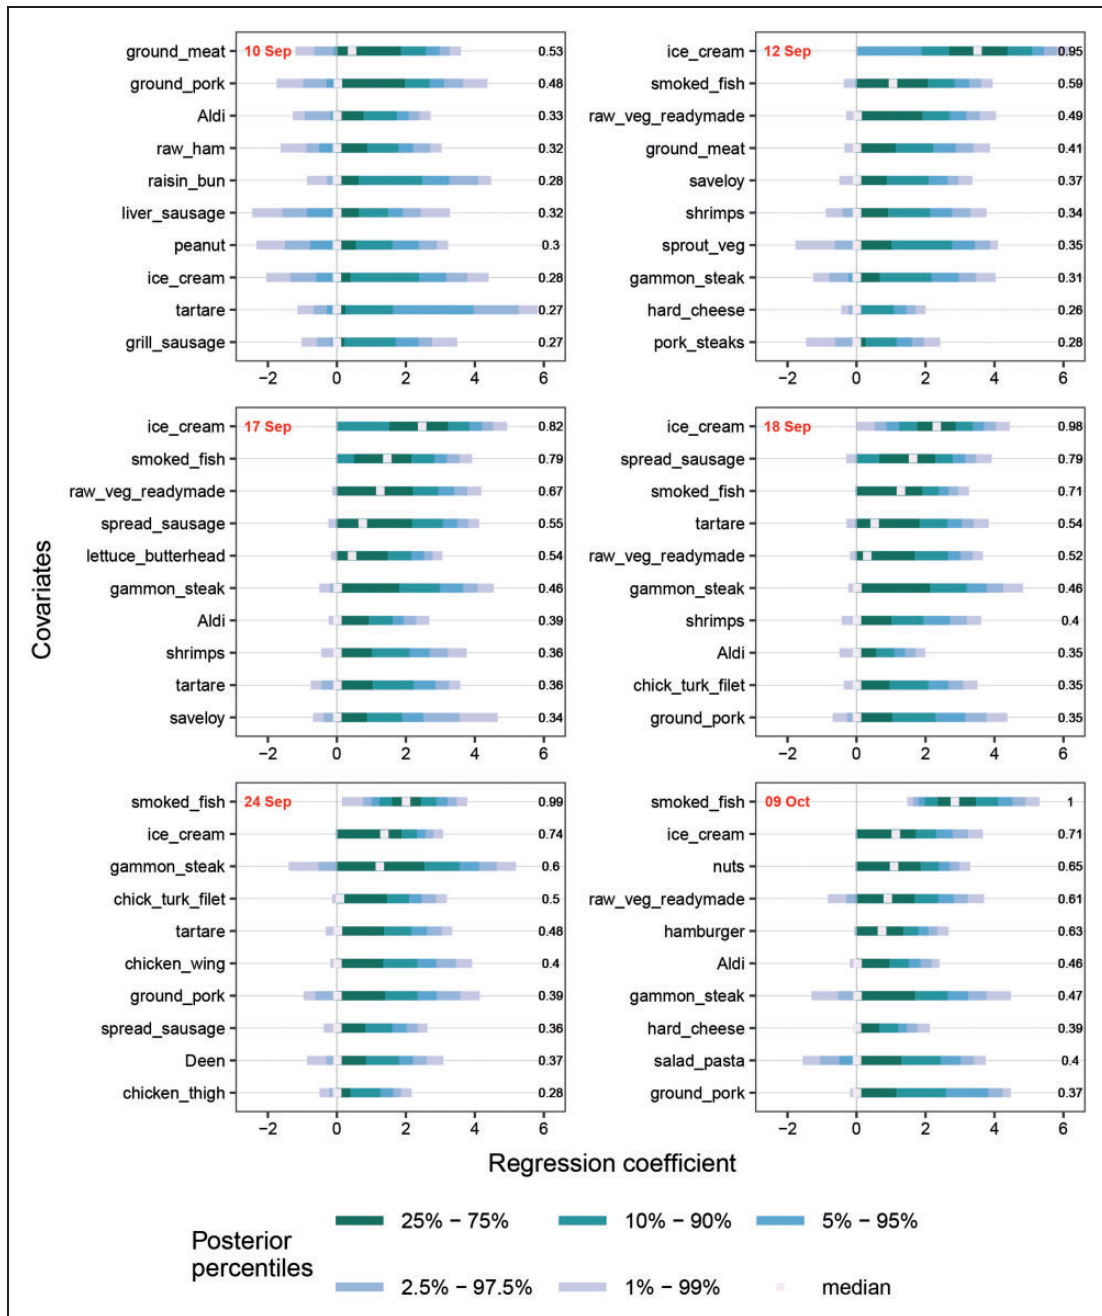 10 Sep
ground_meat 0.53
ground_pork 0.48
Aldi 0.33
raw_ham 0.32
raisin_bun 0.28
liver_sausage 0.32
peanut 0.3
ice_cream 0.28
tartare 0.27
grill_sausage 0.27
−2 0 2 4 6
12 Sep
ice_cream 0.95
smoked_fish 0.59
raw_veg_readymade 0.49
ground_meat 0.41
saveloy 0.37
shrimps 0.34
sprout_veg 0.35
gammon_steak 0.31
hard_cheese 0.26
pork_steaks 0.28
−2 0 2 4 6
17 Sep
ice_cream 0.82
smoked_fish 0.79
raw_veg_readymade 0.67
spread_sausage 0.55
lettuce_butterhead 0.54
gammon_steak 0.46
Aldi 0.39
shrimps 0.36
tartare 0.36
saveloy 0.34
−2 0 2 4 6
18 Sep
ice_cream 0.98
spread_sausage 0.79
smoked_fish 0.71
tartare 0.54
raw_veg_readymade 0.52
gammon_steak 0.46
shrimps 0.4
Aldi 0.35
chick_turk_filet 0.35
ground_pork 0.35
−2 0 2 4 6
24 Sep
smoked_fish 0.99
ice_cream 0.74
gammon_steak 0.6
chick_turk_filet 0.5
tartare 0.48
chicken_wing 0.4
ground_pork 0.39
spread_sausage 0.36
Deen 0.37
chicken_thigh 0.28
−2 0 2 4 6
09 Oct
smoked_fish 1
ice_cream 0.71
nuts 0.65
raw_veg_readymade 0.61
hamburger 0.63
Aldi 0.46
gammon_steak 0.47
hard_cheese 0.39
salad_pasta 0.4
ground_pork 0.37
−2 0 2 4 6
Covariates
Regression coefficient
Posterior
percentiles
25% − 75%
10% − 90%
5% − 95%
2.5% − 97.5%
1% − 99%
median